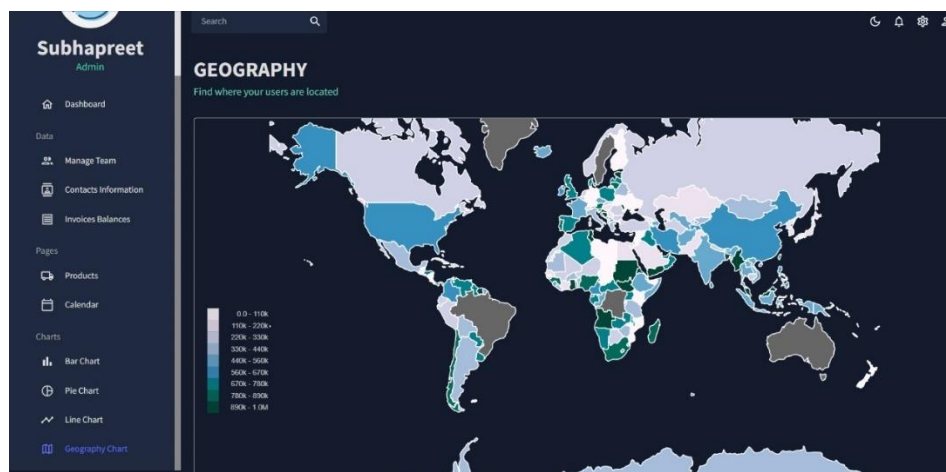 Subhapreet
Admin
Dashboard
Data
Manage Team
Contacts Information
Invoices Balances
Pages
Products
Calendar
Charts
Bar Chart
Pie Chart
Line Chart
Geography Chart
Search
GEOGRAPHY
Find where your users are located
0.0 - 110k
110k - 220k
220k - 330k
330k - 440k
440k - 560k
560k - 670k
670k - 780k
780k - 890k
890k - 1.0M